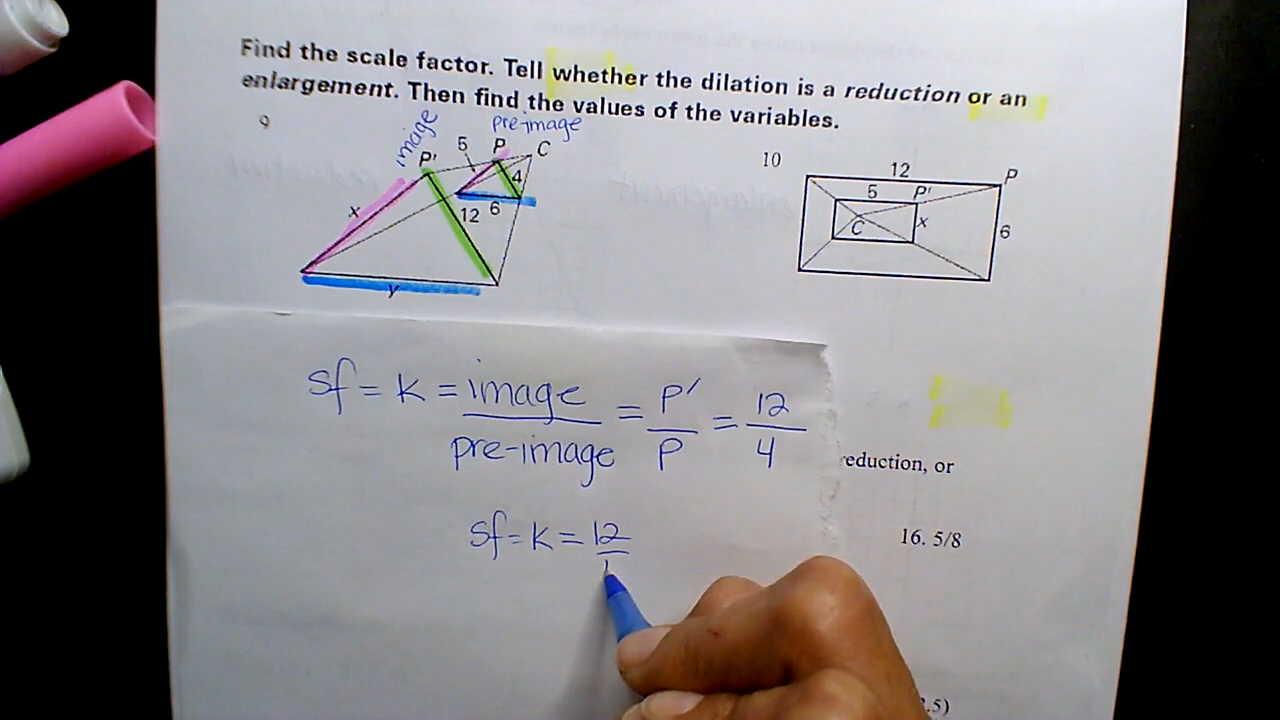 Find the scale factor. Tell whether the dilation is a reduction or an
enlargement. Then find the values of the variables.
9
image
pre-image
P'
5
P
C
4
x
12
6
y
10
12
P
5
P'
C
x
6
sf = k = image / pre-image = P' / P = 12 / 4
reduction, or
sf = k = 12
16. 5/8
.5)